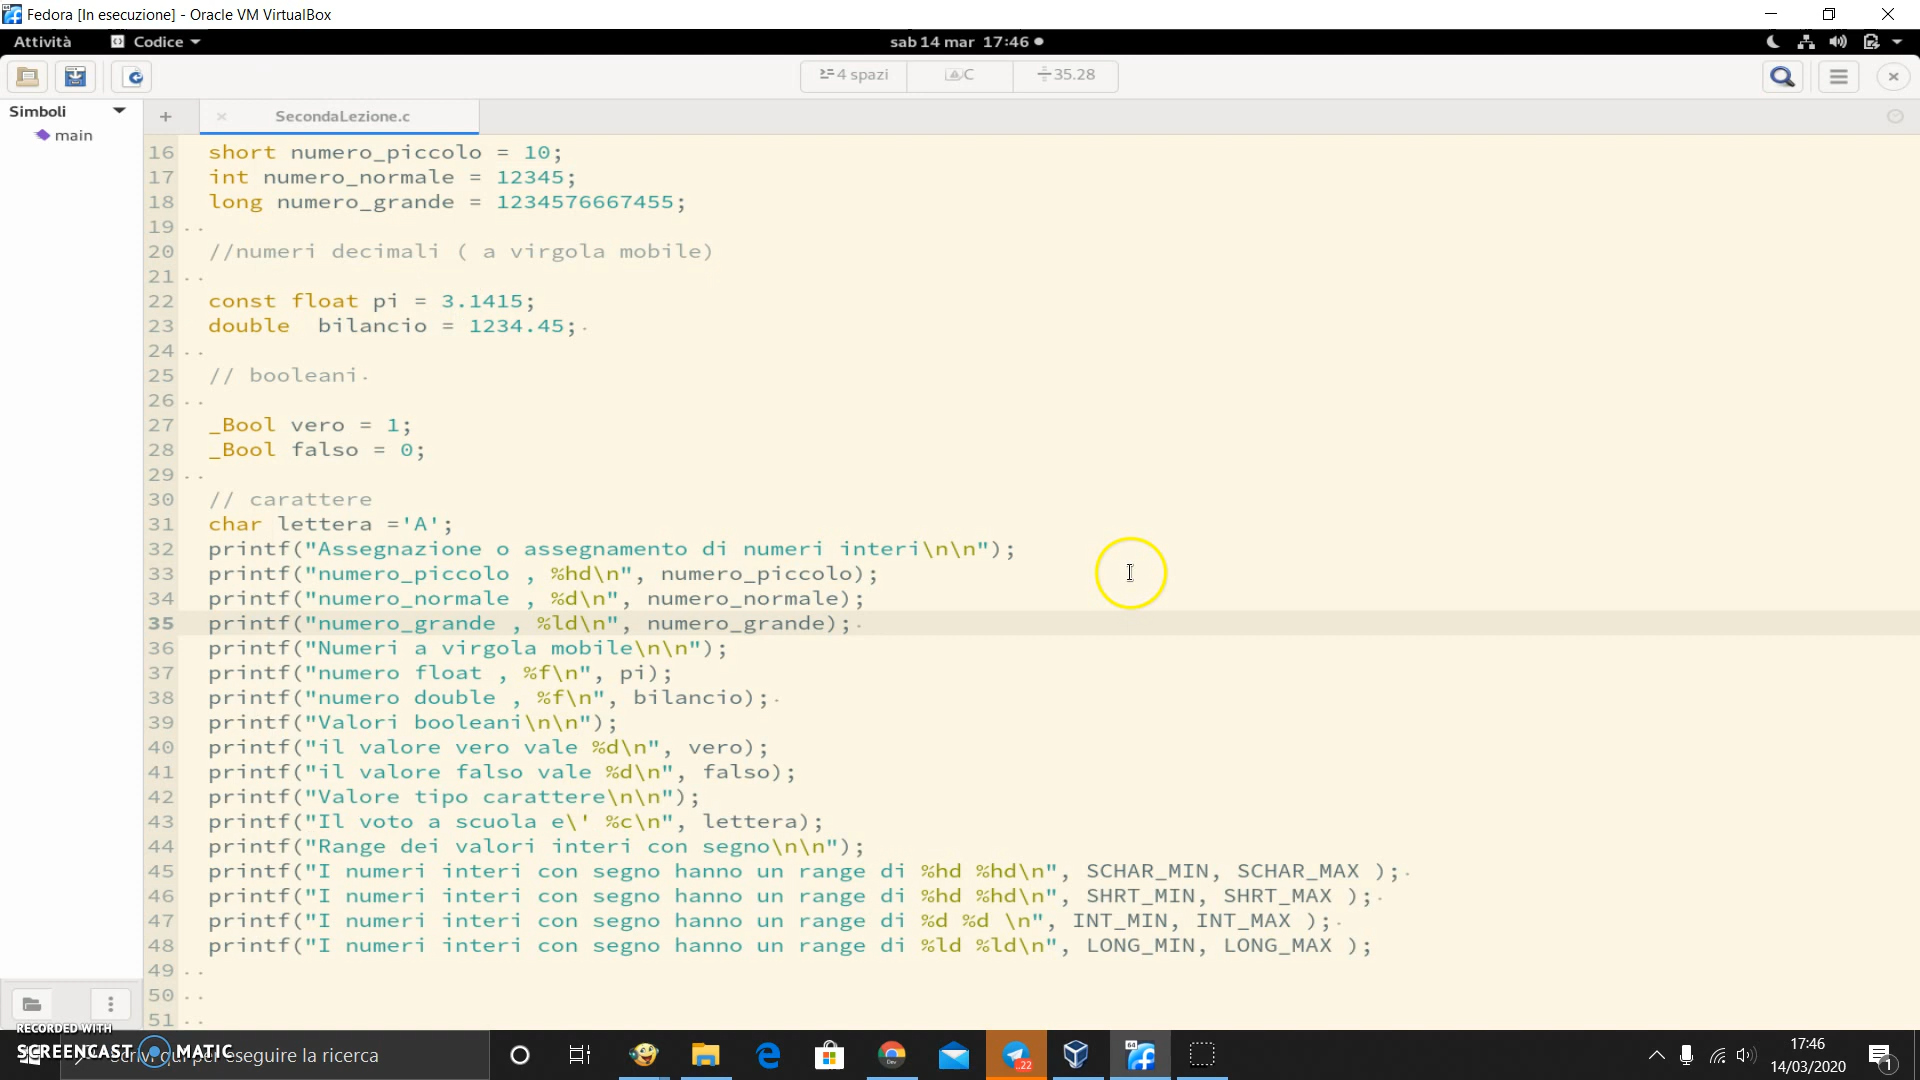 Fedora [In esecuzione] - Oracle VM VirtualBox
Attività Codice sab 14 mar 17:46
4 spazi C 35.28
Simboli
main
SecondaLezione.c
16 short numero_piccolo = 10;
17 int numero_normale = 12345;
18 long numero_grande = 1234576667455;
19
20 //numeri decimali ( a virgola mobile)
21
22 const float pi = 3.1415;
23 double  bilancio = 1234.45;
24
25 // booleani
26
27 _Bool vero = 1;
28 _Bool falso = 0;
29
30 // carattere
31 char lettera ='A';
32 printf("Assegnazione o assegnamento di numeri interi\n\n");
33 printf("numero_piccolo , %hd\n", numero_piccolo);
34 printf("numero_normale , %d\n", numero_normale);
35 printf("numero_grande , %ld\n", numero_grande);
36 printf("Numeri a virgola mobile\n\n");
37 printf("numero float , %f\n", pi);
38 printf("numero double , %f\n", bilancio);
39 printf("Valori booleani\n\n");
40 printf("il valore vero vale %d\n", vero);
41 printf("il valore falso vale %d\n", falso);
42 printf("Valore tipo carattere\n\n");
43 printf("Il voto a scuola e\' %c\n", lettera);
44 printf("Range dei valori interi con segno\n\n");
45 printf("I numeri interi con segno hanno un range di %hd %hd\n", SCHAR_MIN, SCHAR_MAX );
46 printf("I numeri interi con segno hanno un range di %hd %hd\n", SHRT_MIN, SHRT_MAX );
47 printf("I numeri interi con segno hanno un range di %d %d \n", INT_MIN, INT_MAX );
48 printf("I numeri interi con segno hanno un range di %ld %ld\n", LONG_MIN, LONG_MAX );
49
50
51
RECORDED WITH
SCREENCAST MATIC
qui per eseguire la ricerca
64
22
17:46
14/03/2020
1